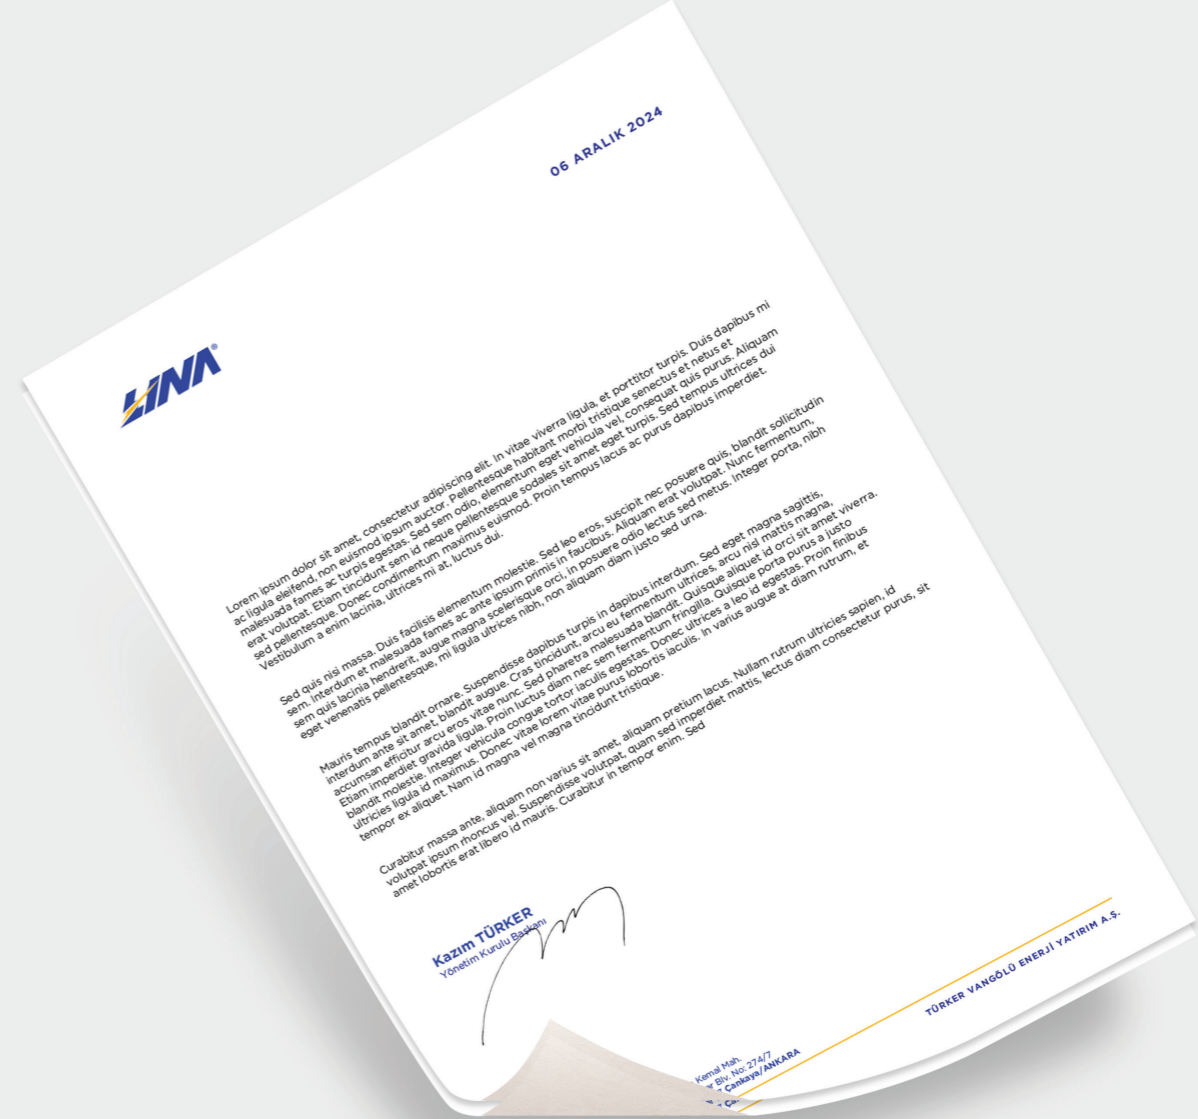 06 ARALIK 2024
LINA®
Lorem ipsum dolor sit amet, consectetur adipiscing elit. In vitae viverra ligula, et porttitor turpis. Duis dapibus mi
ac ligula eleifend, non euismod ipsum auctor. Pellentesque habitant morbi tristique senectus et netus et
malesuada fames ac turpis egestas. Sed sem odio, elementum eget vehicula vel, consequat quis purus. Aliquam
erat volutpat. Etiam tincidunt sem id neque pellentesque sodales sit amet eget turpis. Sed tempus ultrices dui
sed pellentesque. Donec condimentum maximus euismod. Proin tempus lacus ac purus dapibus imperdiet.
Vestibulum a enim lacinia, ultrices mi at, luctus dui.
Sed quis nisi massa. Duis facilisis elementum molestie. Sed leo eros, suscipit nec posuere quis, blandit sollicitudin
sem. Interdum et malesuada fames ac ante ipsum primis in faucibus. Aliquam erat volutpat. Nunc fermentum,
sem quis lacinia hendrerit, augue magna scelerisque orci, in posuere odio lectus sed metus. Integer porta, nibh
eget venenatis pellentesque, mi ligula ultrices nibh, non aliquam diam justo sed urna.
Mauris tempus blandit ornare. Suspendisse dapibus turpis in dapibus interdum. Sed eget magna sagittis,
interdum ante sit amet, blandit augue. Cras tincidunt, arcu eu fermentum ultrices, arcu nisl mattis magna,
accumsan efficitur arcu eros vitae nunc. Sed pharetra malesuada blandit. Quisque aliquet id orci sit amet viverra.
Etiam imperdiet gravida ligula. Proin luctus diam nec sem fermentum fringilla. Quisque porta purus a justo
blandit molestie. Integer vehicula congue tortor iaculis egestas. Donec ultrices a leo id egestas. Proin finibus
ultricies ligula id maximus. Donec vitae lorem vitae purus lobortis iaculis. In varius augue at diam rutrum, et
tempor ex aliquet. Nam id magna vel magna tincidunt tristique.
Curabitur massa ante, aliquam non varius sit amet, aliquam pretium lacus. Nullam rutrum ultricies sapien, id
volutpat ipsum rhoncus vel. Suspendisse volutpat, quam sed imperdiet mattis, lectus diam consectetur purus, sit
amet lobortis erat libero id mauris. Curabitur in tempor enim. Sed
Kazım TÜRKER
Yönetim Kurulu Başkanı
TÜRKER VANGÖLÜ ENERJİ YATIRIM A.Ş.
Kemal Mah.
Blv. No: 274/7
Çankaya/ANKARA